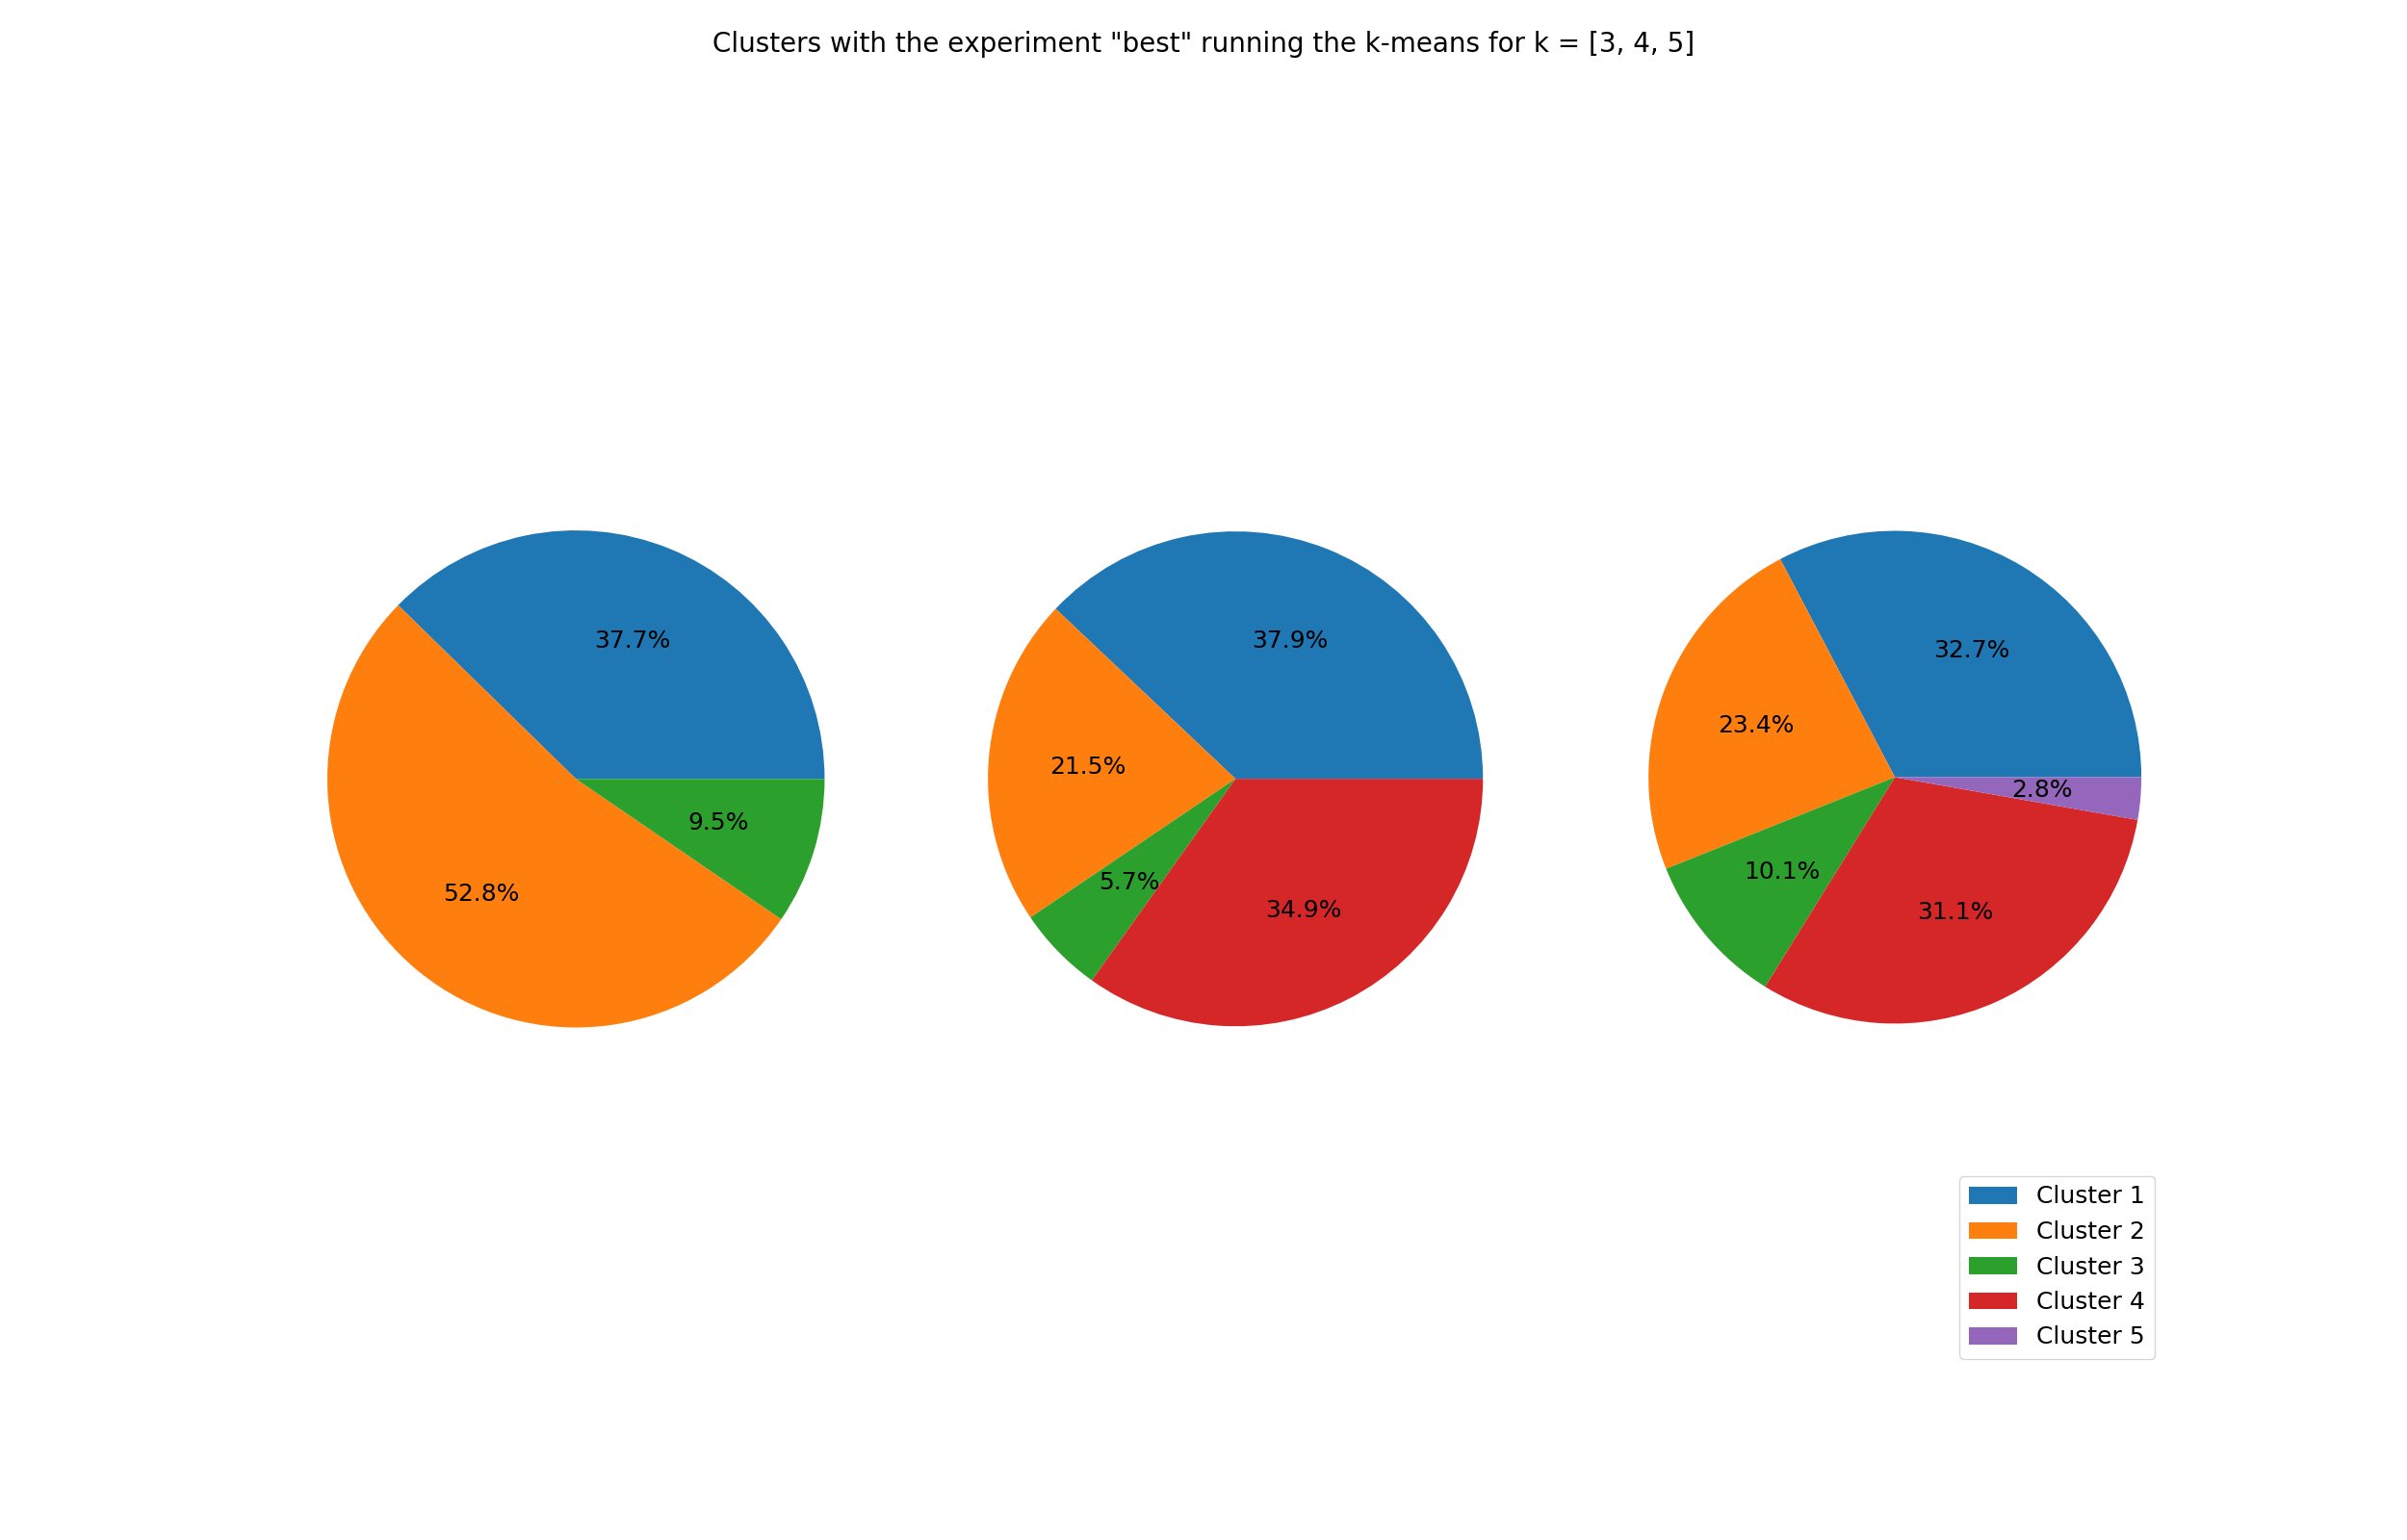 Clusters with the experiment "best" running the k-means for k = [3, 4, 5]
37.7%
52.8%
9.5%
37.9%
21.5%
5.7%
34.9%
32.7%
23.4%
10.1%
31.1%
2.8%
Cluster 1
Cluster 2
Cluster 3
Cluster 4
Cluster 5